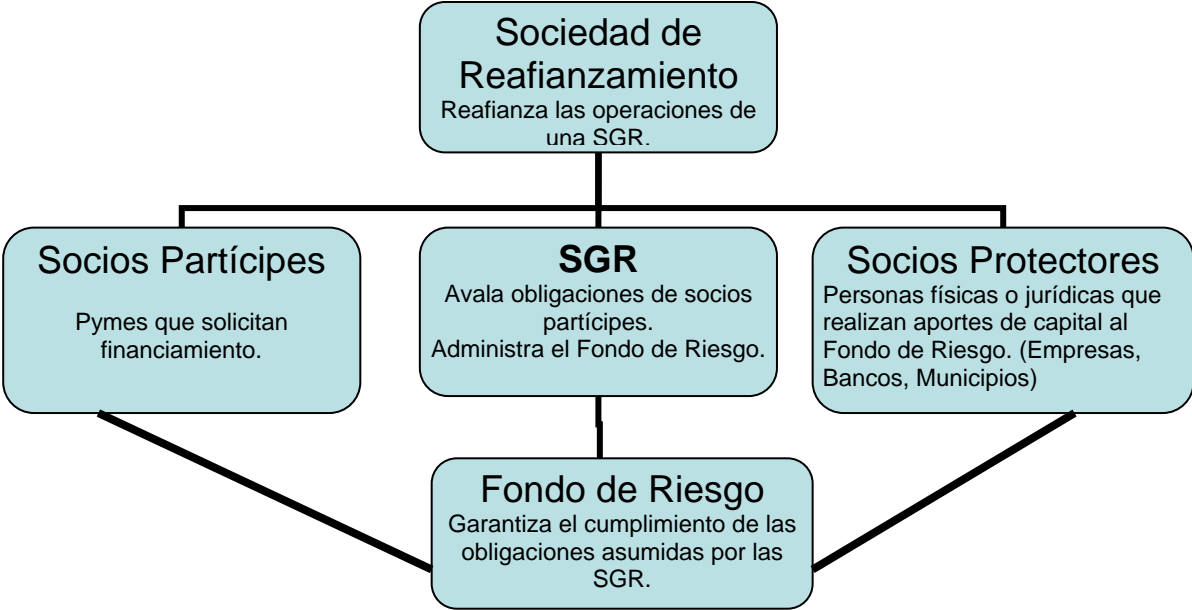 Sociedad de
Reafianzamiento
Reafianza las operaciones de
una SGR.
Socios Partícipes
Pymes que solicitan
financiamiento.
SGR
Avala obligaciones de socios
partícipes.
Administra el Fondo de Riesgo.
Socios Protectores
Personas físicas o jurídicas que
realizan aportes de capital al
Fondo de Riesgo. (Empresas,
Bancos, Municipios)
Fondo de Riesgo
Garantiza el cumplimiento de las
obligaciones asumidas por las
SGR.